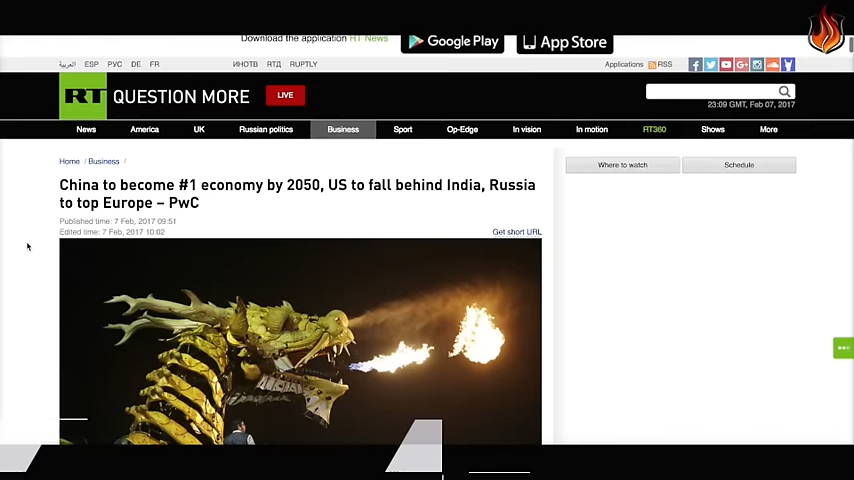 Download the application RT News
Google Play
App Store
العربية ESP РУС DE FR ИНОТВ RTД RUPTLY
Applications RSS
RT QUESTION MORE LIVE
23:09 GMT, Feb 07, 2017
News America UK Russian politics Business Sport Op-Edge In vision In motion RT360 Shows More
Home / Business /
Where to watch Schedule
China to become #1 economy by 2050, US to fall behind India, Russia
to top Europe – PwC
Published time: 7 Feb, 2017 09:51
Edited time: 7 Feb, 2017 10:02
Get short URL